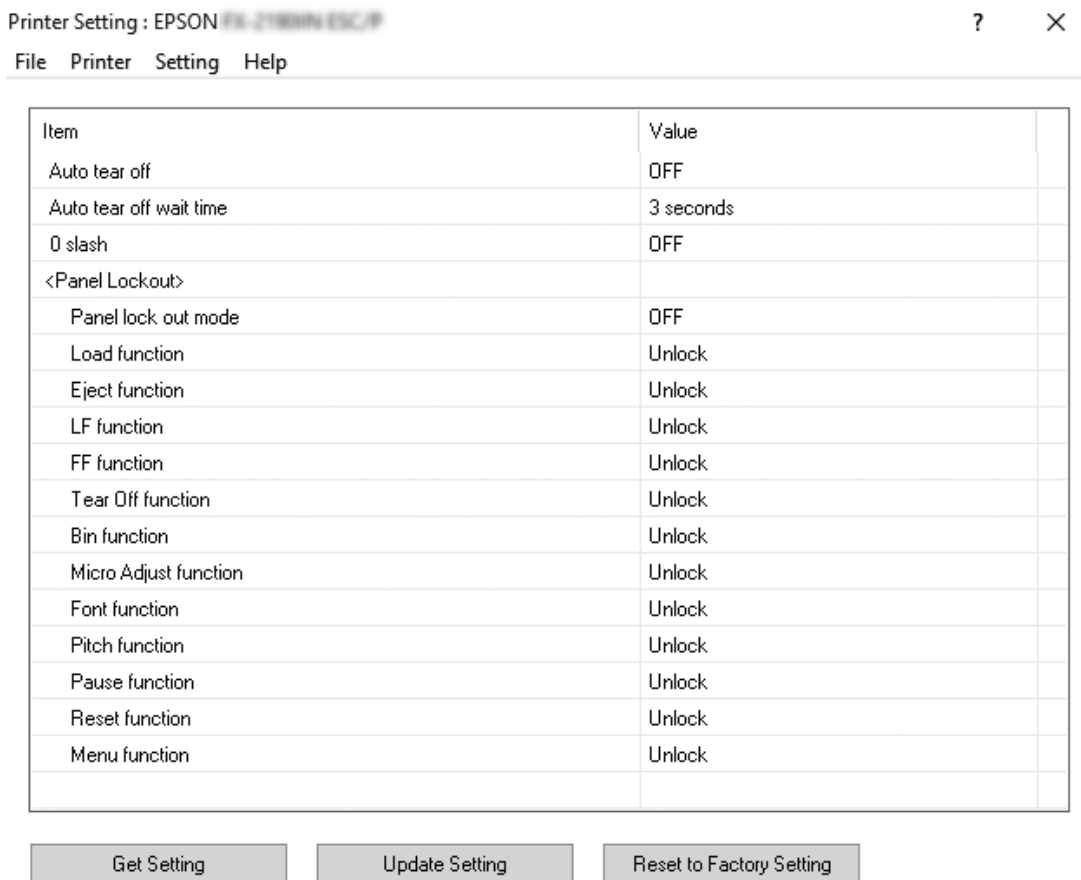 Printer Setting : EPSON
?
File Printer Setting Help
Item Value
Auto tear off OFF
Auto tear off wait time 3 seconds
0 slash OFF
<Panel Lockout>
Panel lock out mode OFF
Load function Unlock
Eject function Unlock
LF function Unlock
FF function Unlock
Tear Off function Unlock
Bin function Unlock
Micro Adjust function Unlock
Font function Unlock
Pitch function Unlock
Pause function Unlock
Reset function Unlock
Menu function Unlock
Get Setting Update Setting Reset to Factory Setting